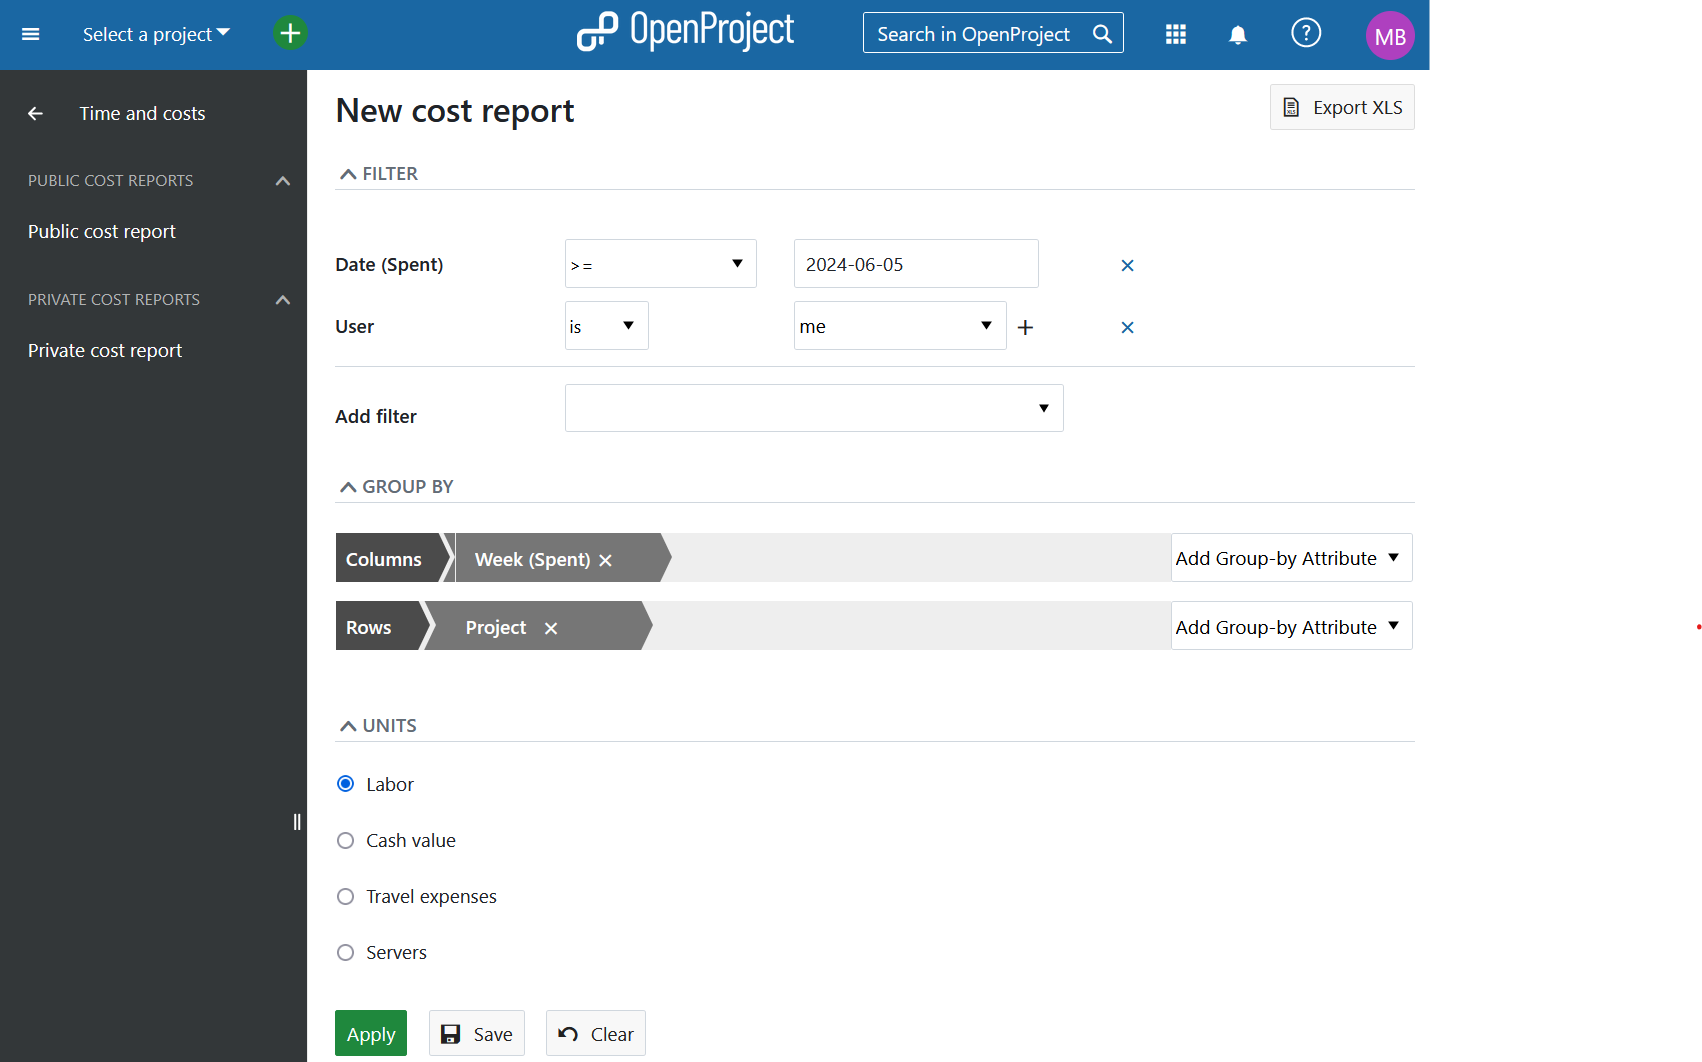 Select a project
OpenProject
Search in OpenProject
?
MB
Time and costs
PUBLIC COST REPORTS
Public cost report
PRIVATE COST REPORTS
Private cost report
New cost report
Export XLS
FILTER
Date (Spent) >= 2024-06-05
User is me
Add filter
GROUP BY
Columns Week (Spent) Add Group-by Attribute
Rows Project Add Group-by Attribute
UNITS
Labor
Cash value
Travel expenses
Servers
Apply Save Clear